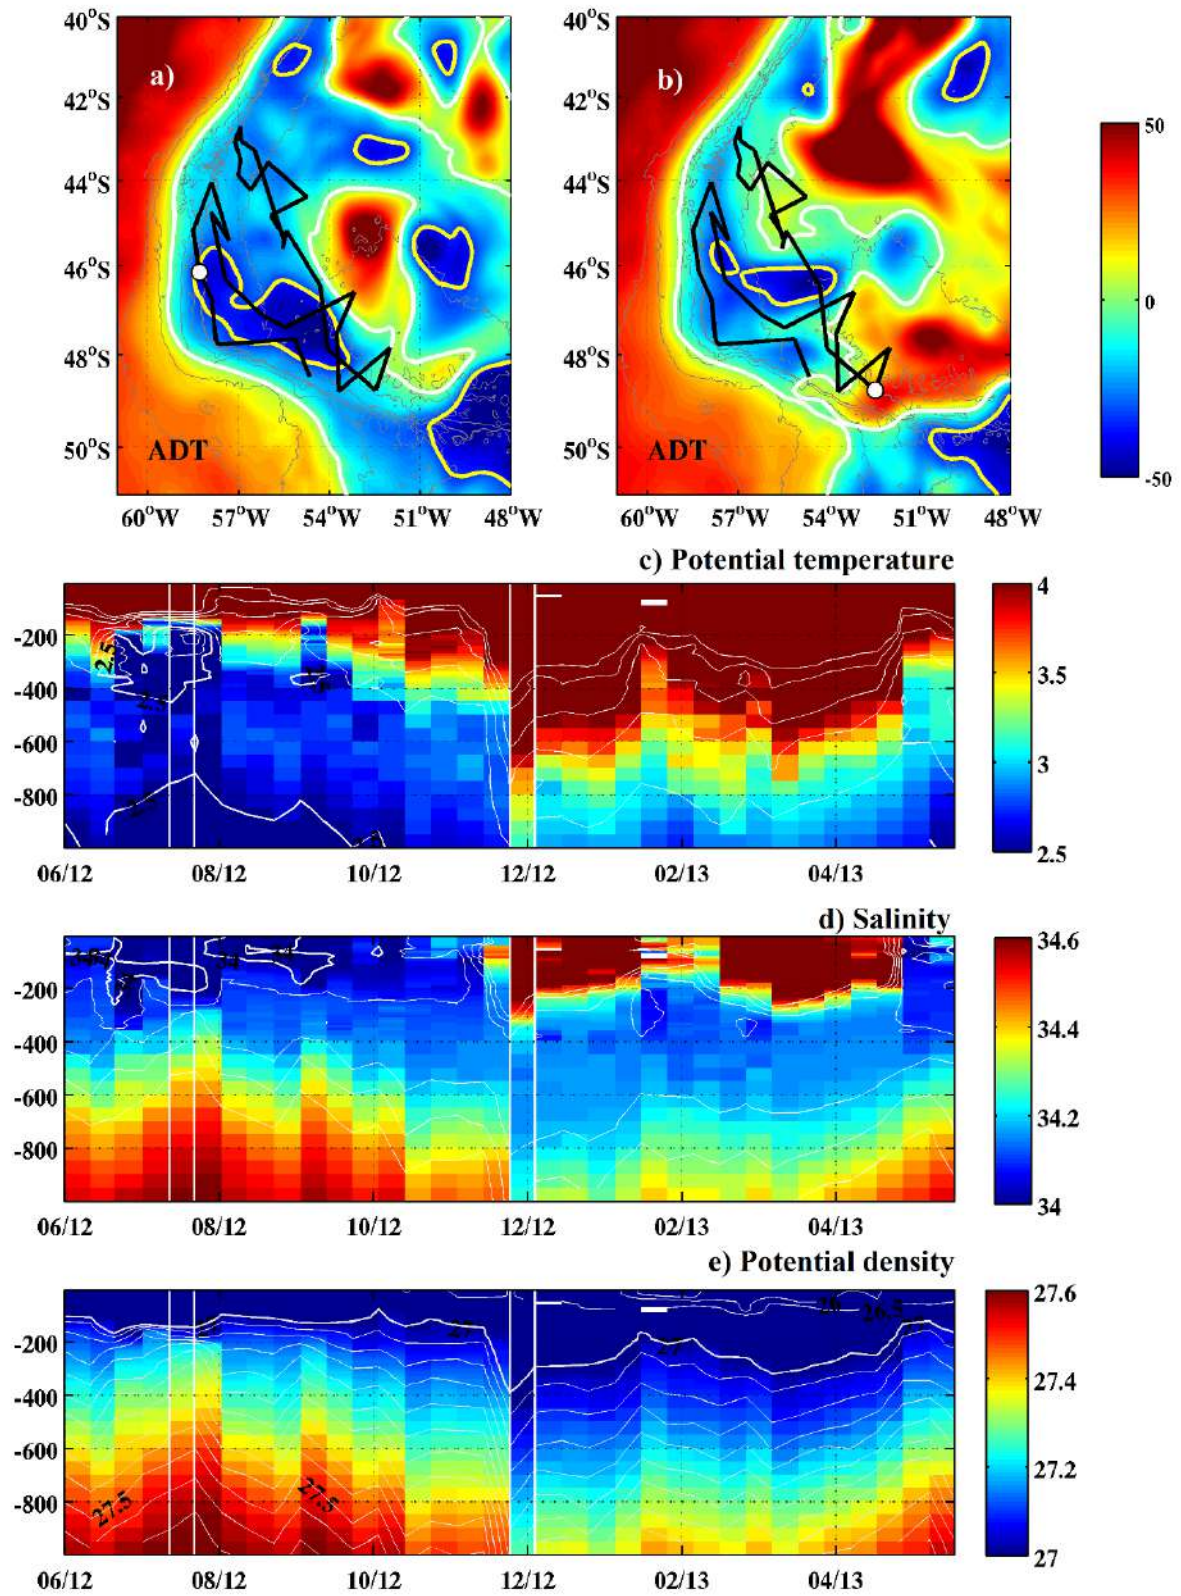 40°S
42°S
44°S
46°S
48°S
50°S
a)
ADT
60°W 57°W 54°W 51°W 48°W
40°S
42°S
44°S
46°S
48°S
50°S
b)
ADT
60°W 57°W 54°W 51°W 48°W
50
0
-50
c) Potential temperature
-200
-400
-600
-800
2.5
06/12 08/12 10/12 12/12 02/13 04/13
4
3.5
3
2.5
d) Salinity
-200
-400
-600
-800
34
34
06/12 08/12 10/12 12/12 02/13 04/13
34.6
34.4
34.2
34
e) Potential density
-200
-400
-600
-800
27
27
26
26.5
27
27.5
27.5
06/12 08/12 10/12 12/12 02/13 04/13
27.6
27.4
27.2
27